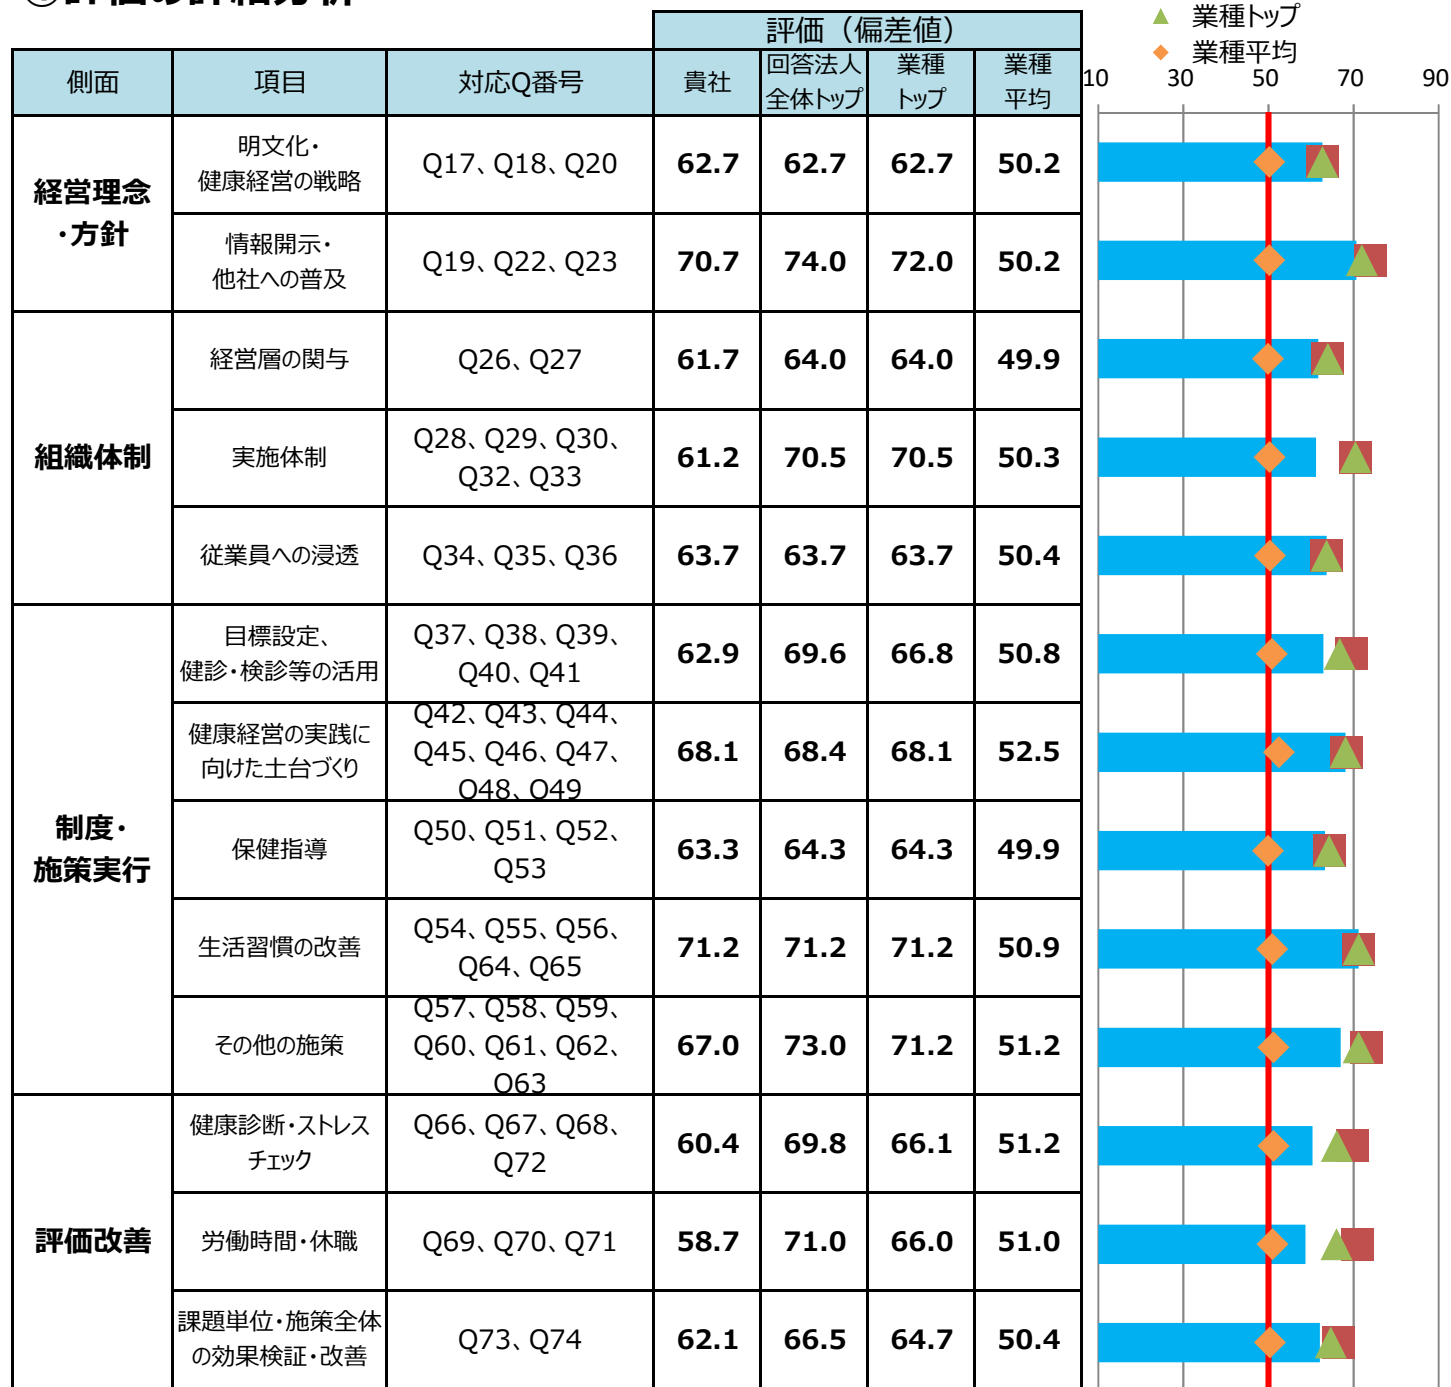 評価の詳細分析
業種トップ
業種平均
評価（偏差値）
側面 項目 対応Q番号 貴社 回答法人 業種 業種
全体トップ トップ 平均
10 30 50 70 90
経営理念
・方針
明文化・
健康経営の戦略
Q17、Q18、Q20 62.7 62.7 62.7 50.2
情報開示・
他社への普及
Q19、Q22、Q23 70.7 74.0 72.0 50.2
組織体制
経営層の関与 Q26、Q27 61.7 64.0 64.0 49.9
実施体制
Q28、Q29、Q30、
Q32、Q33
61.2 70.5 70.5 50.3
従業員への浸透 Q34、Q35、Q36 63.7 63.7 63.7 50.4
制度・
施策実行
目標設定、
健診・検診等の活用
Q37、Q38、Q39、
Q40、Q41
62.9 69.6 66.8 50.8
健康経営の実践に
向けた土台づくり
Q42、Q43、Q44、
Q45、Q46、Q47、
Q48、Q49
68.1 68.4 68.1 52.5
保健指導
Q50、Q51、Q52、
Q53
63.3 64.3 64.3 49.9
生活習慣の改善
Q54、Q55、Q56、
Q64、Q65
71.2 71.2 71.2 50.9
その他の施策
Q57、Q58、Q59、
Q60、Q61、Q62、
Q63
67.0 73.0 71.2 51.2
評価改善
健康診断・ストレス
チェック
Q66、Q67、Q68、
Q72
60.4 69.8 66.1 51.2
労働時間・休職 Q69、Q70、Q71 58.7 71.0 66.0 51.0
課題単位・施策全体
の効果検証・改善
Q73、Q74 62.1 66.5 64.7 50.4